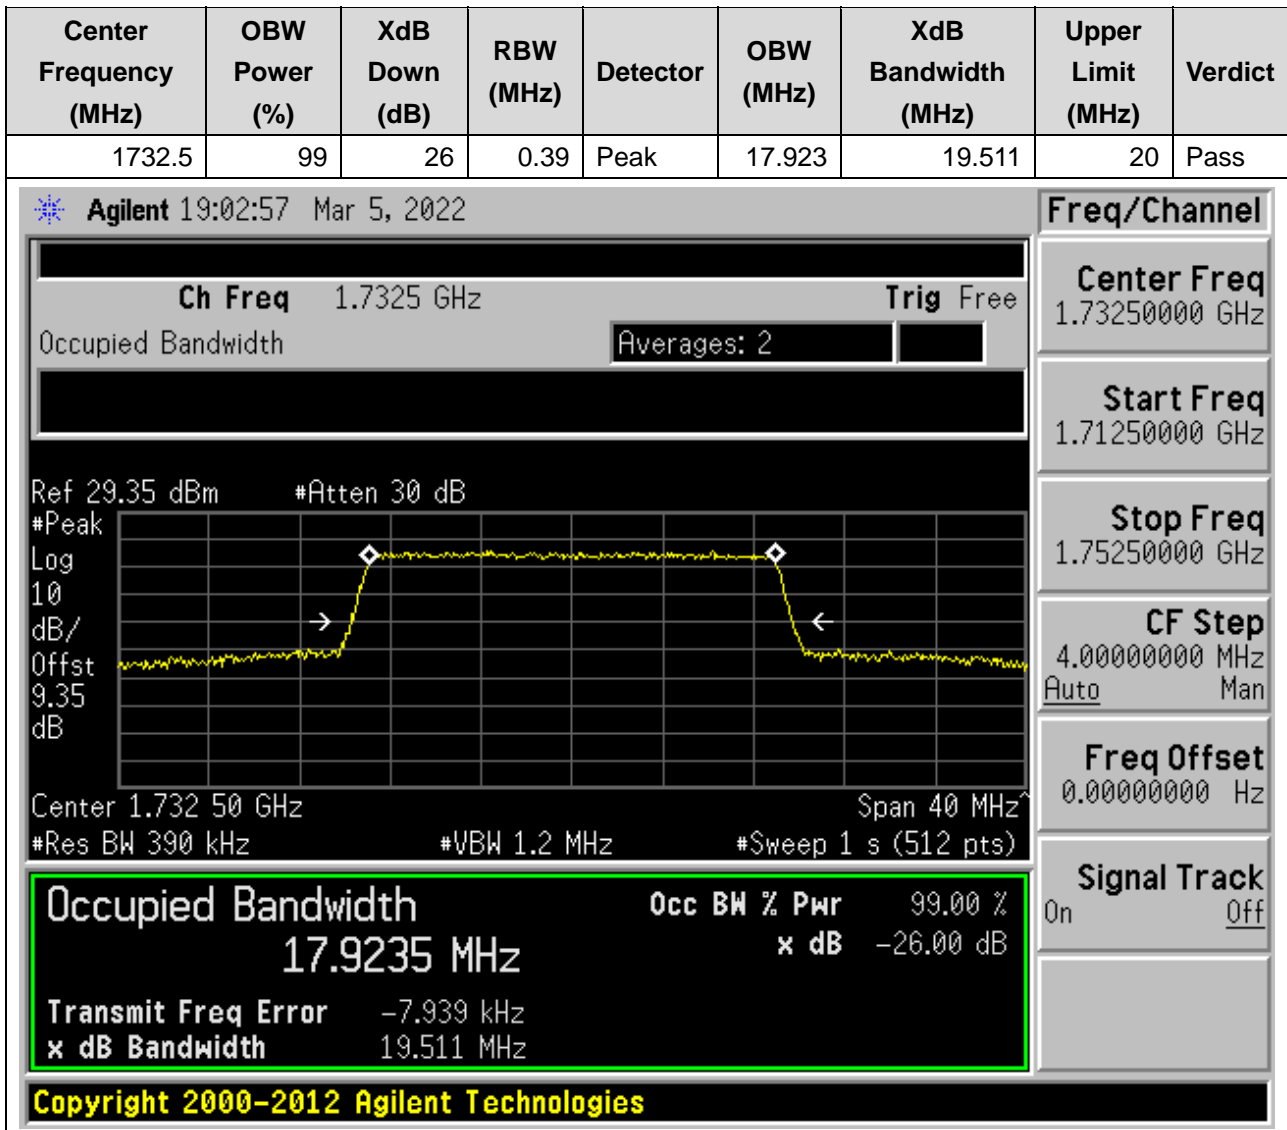 Center Frequency (MHz) OBW Power (%) XdB Down (dB) RBW (MHz) Detector OBW (MHz) XdB Bandwidth (MHz) Upper Limit (MHz) Verdict
1732.5 99 26 0.39 Peak 17.923 19.511 20 Pass
Agilent 19:02:57 Mar 5, 2022
Freq/Channel
Ch Freq 1.7325 GHz Trig Free
Occupied Bandwidth Averages: 2
Center Freq
1.73250000 GHz
Start Freq
1.71250000 GHz
Stop Freq
1.75250000 GHz
CF Step
4.00000000 MHz
Auto Man
Freq Offset
0.00000000 Hz
Signal Track
On Off
Ref 29.35 dBm #Atten 30 dB
#Peak
Log
10
dB/
Offst
9.35
dB
Center 1.732 50 GHz Span 40 MHz^
#Res BW 390 kHz #VBW 1.2 MHz #Sweep 1 s (512 pts)
Occupied Bandwidth Occ BW % Pwr 99.00 %
17.9235 MHz x dB -26.00 dB
Transmit Freq Error -7.939 kHz
x dB Bandwidth 19.511 MHz
Copyright 2000-2012 Agilent Technologies